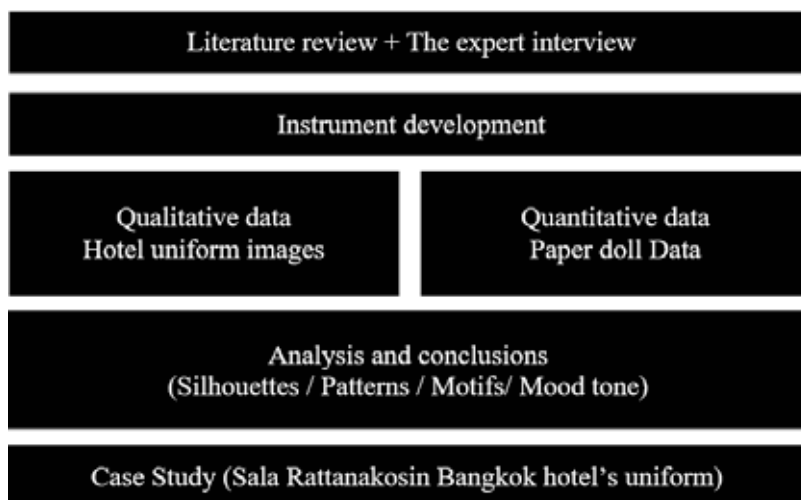 Literature review + The expert interview
Instrument development
Qualitative data
Hotel uniform images
Quantitative data
Paper doll Data
Analysis and conclusions
(Silhouettes / Patterns / Motifs/ Mood tone)
Case Study (Sala Rattanakosin Bangkok hotel's uniform)